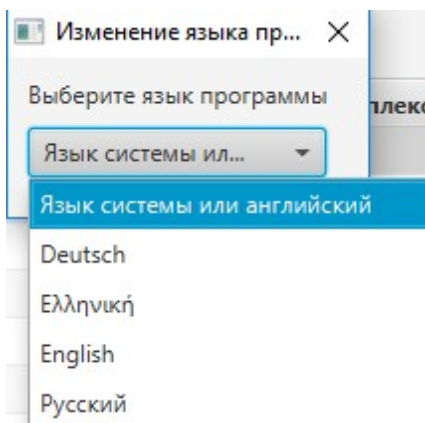 Изменение языка пр...
Выберите язык программы
Язык системы ил...
Язык системы или английский
Deutsch
Ελληνική
English
Русский